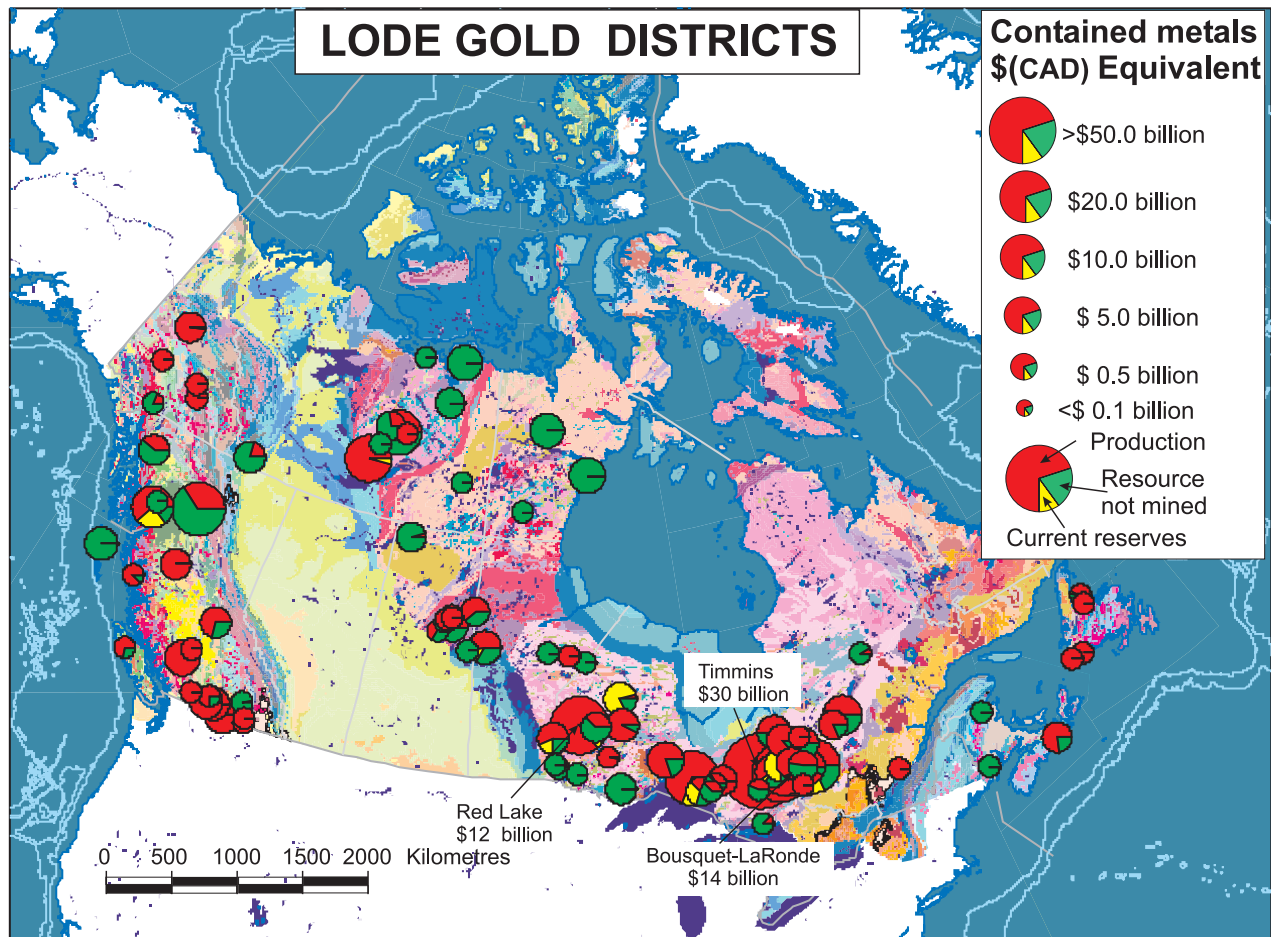 LODE GOLD DISTRICTS
Contained metals
$(CAD) Equivalent
>$50.0 billion
$20.0 billion
$10.0 billion
$ 5.0 billion
$ 0.5 billion
<$ 0.1 billion
Production
Resource
not mined
Current reserves
Timmins
$30 billion
Red Lake
$12 billion
Bousquet-LaRonde
$14 billion
0 500 1000 1500 2000 Kilometres